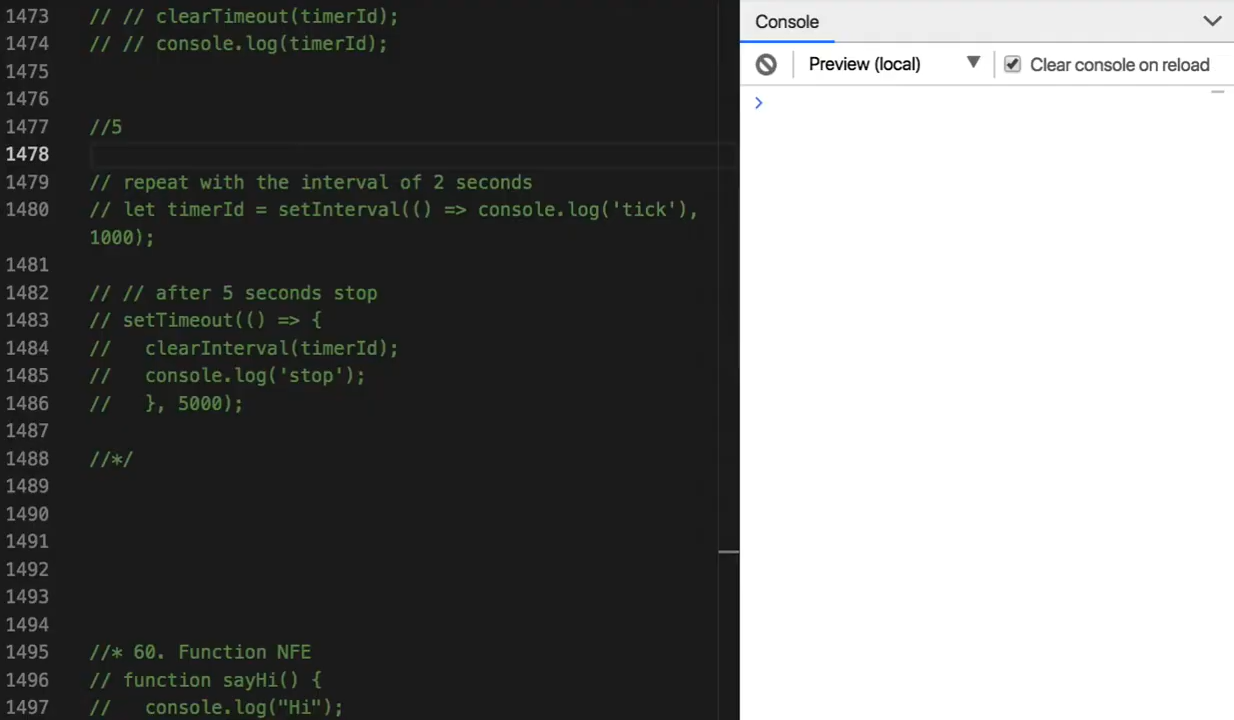 1473 // // clearTimeout(timerId);
1474 // // console.log(timerId);
1475
1476
1477 //5
1478
1479 // repeat with the interval of 2 seconds
1480 // let timerId = setInterval(() => console.log('tick'),
1000);
1481
1482 // // after 5 seconds stop
1483 // setTimeout(() => {
1484 //   clearInterval(timerId);
1485 //   console.log('stop');
1486 //   }, 5000);
1487
1488 //*/
1489
1490
1491
1492
1493
1494
1495 //* 60. Function NFE
1496 // function sayHi() {
1497 //   console.log("Hi");
Console
Preview (local) ▼ Clear console on reload
>